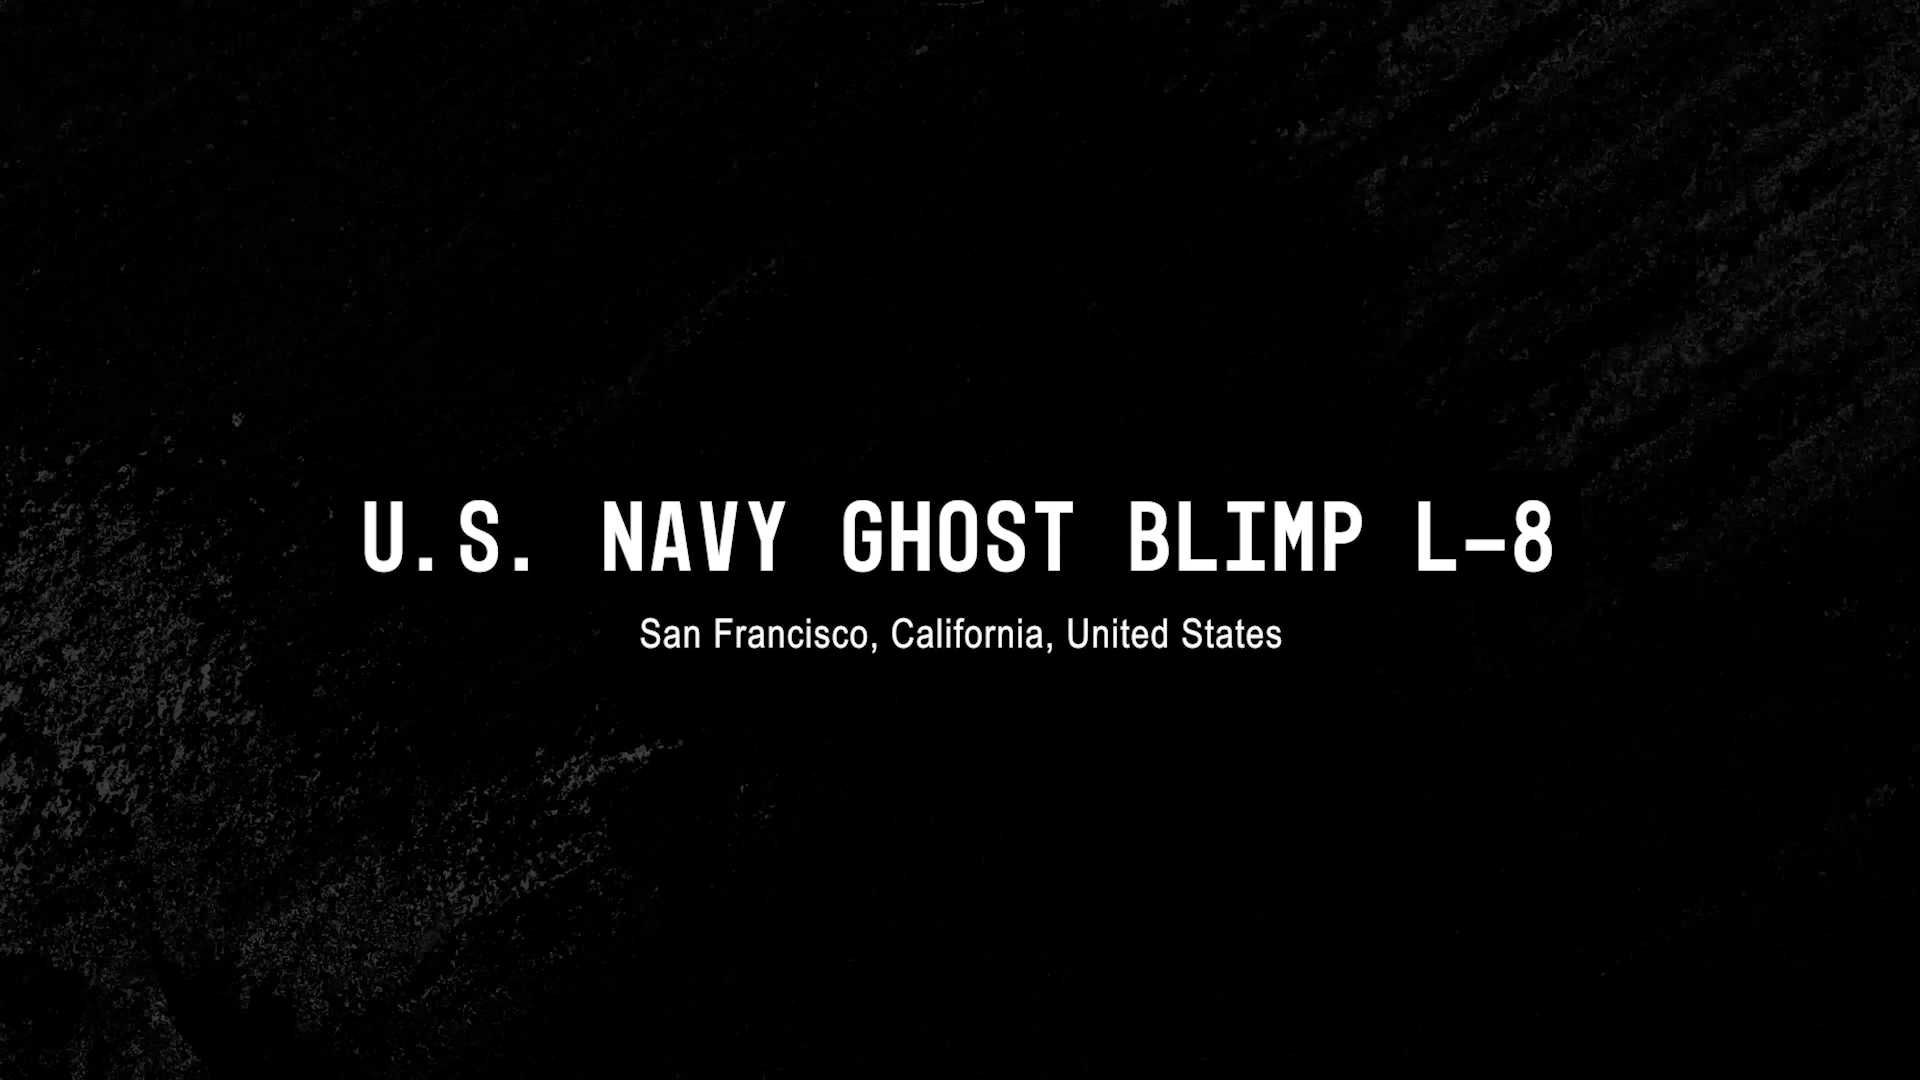 U.S. NAVY GHOST BLIMP L-8
San Francisco, California, United States